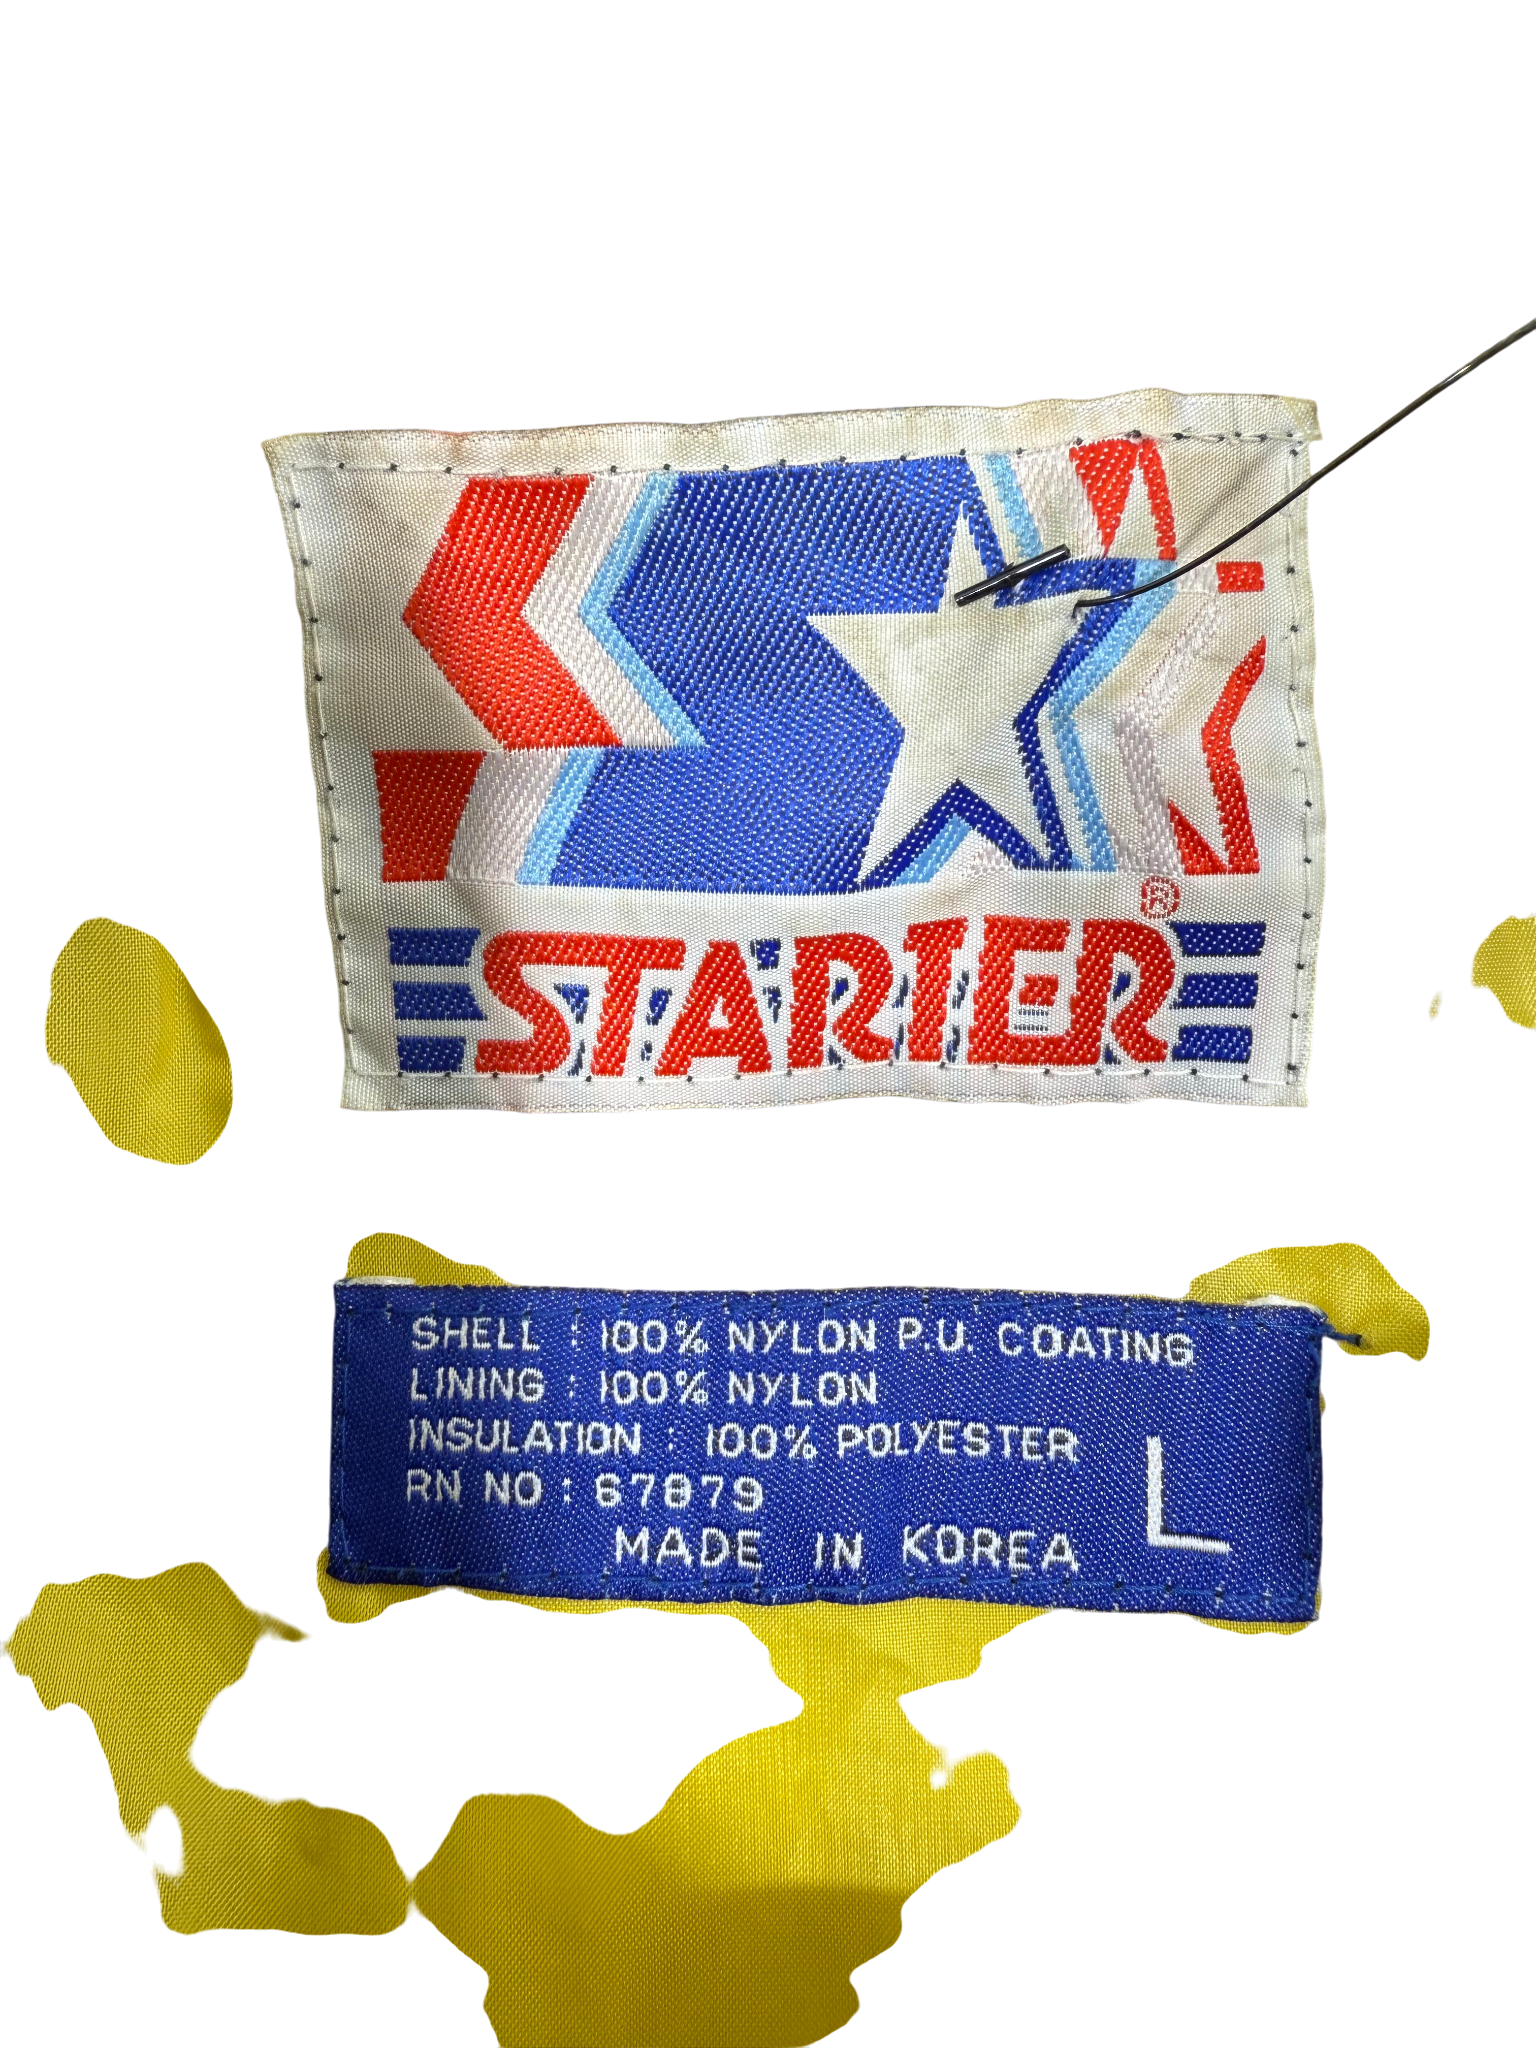 STARTER®
SHELL : 100% NYLON P.U. COATING
LINING : 100% NYLON
INSULATION : 100% POLYESTER
RN NO : 67879
MADE IN KOREA
L